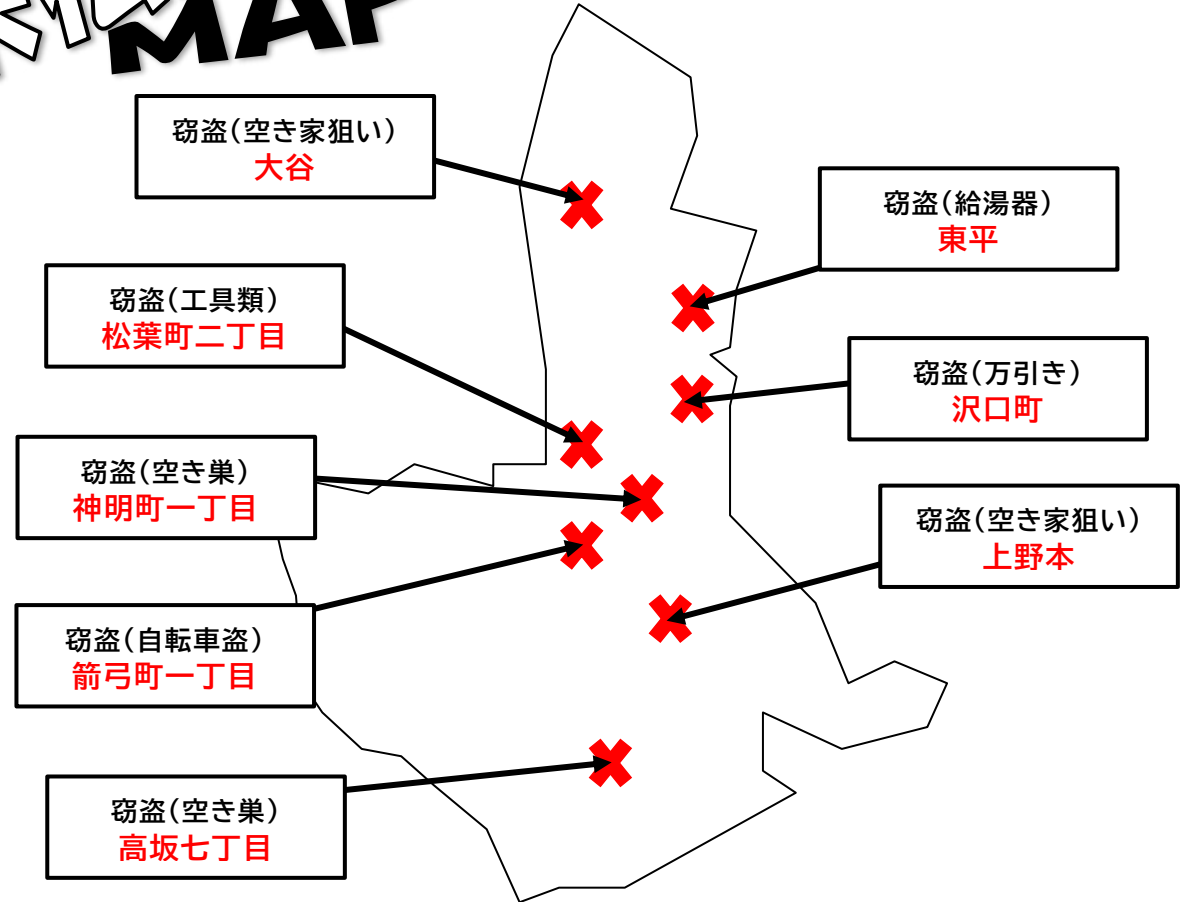 MAP
窃盗(空き家狙い)
大谷
窃盗(給湯器)
東平
窃盗(工具類)
松葉町二丁目
窃盗(万引き)
沢口町
窃盗(空き巣)
神明町一丁目
窃盗(空き家狙い)
上野本
窃盗(自転車盗)
箭弓町一丁目
窃盗(空き巣)
高坂七丁目